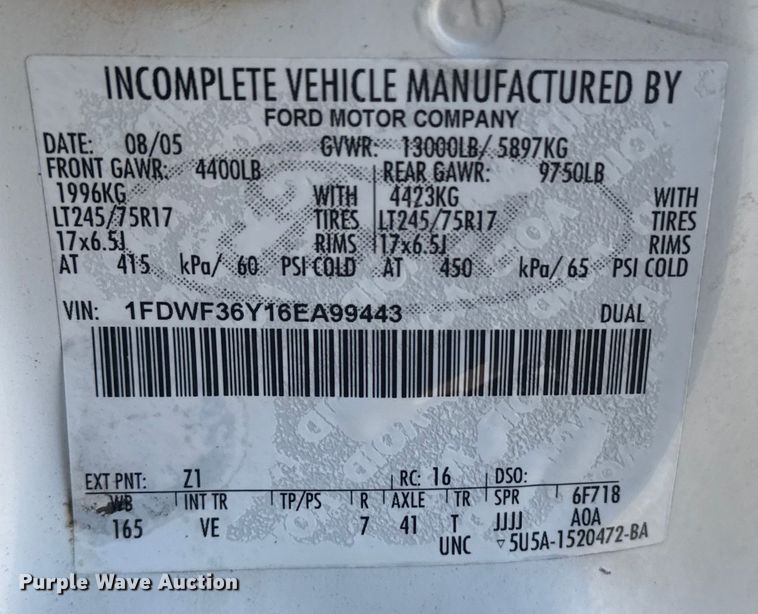 INCOMPLETE VEHICLE MANUFACTURED BY
FORD MOTOR COMPANY
DATE: 08/05 GVWR: 13000LB/ 5897KG
FRONT GAWR: 4400LB REAR GAWR: 9750LB
1996KG WITH 4423KG WITH
LT245/75R17 TIRES LT245/75R17 TIRES
17x6.5J RIMS 17x6.5J RIMS
AT 415 kPa/ 60 PSI COLD AT 450 kPa/ 65 PSI COLD
VIN: 1FDWF36Y16EA99443 DUAL
EXT PNT: Z1 RC: 16 DSO:
WB INT TR TP/PS R AXLE TR SPR 6F718
165 VE 7 41 T JJJJ AOA
UNC ▿5U5A-1520472-BA
Purple Wave Auction